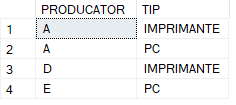 PRODUCATOR TIP
1 A IMPRIMANTE
2 A PC
3 D IMPRIMANTE
4 E PC